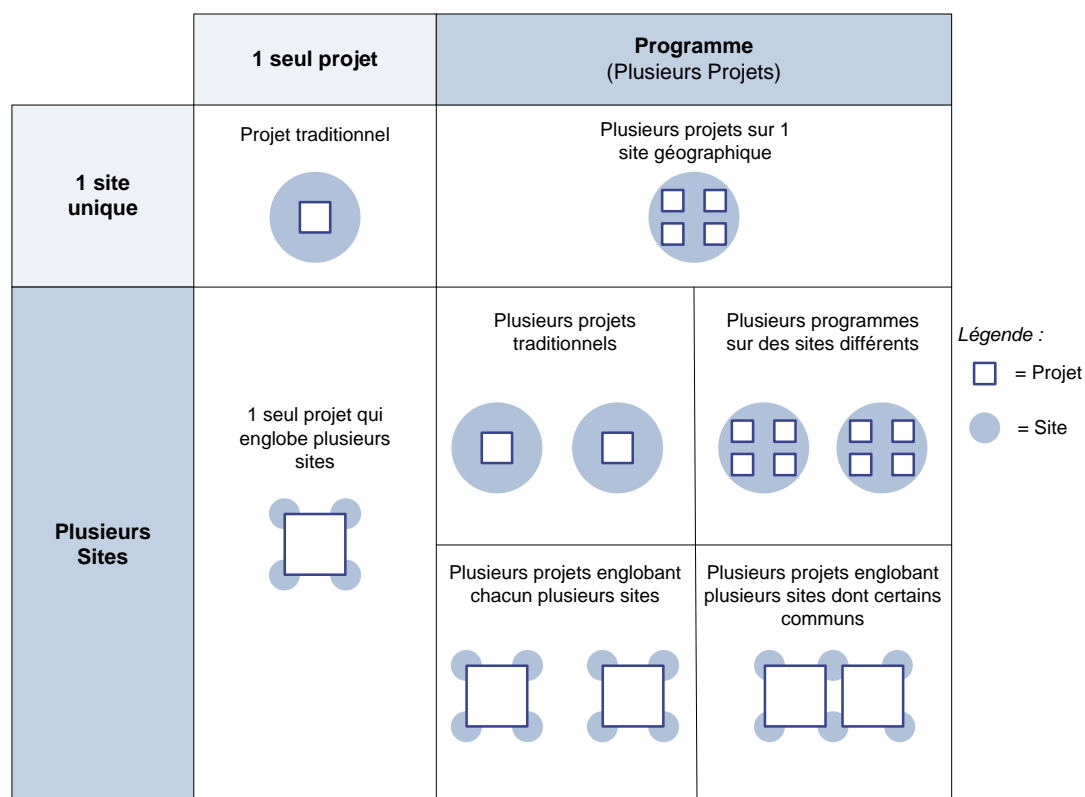 1 seul projet
Programme
(Plusieurs Projets)
1 site
unique
Projet traditionnel
Plusieurs projets sur 1
site géographique
Plusieurs
Sites
1 seul projet qui
englobe plusieurs
sites
Plusieurs projets
traditionnels
Plusieurs programmes
sur des sites différents
Plusieurs projets englobant
chacun plusieurs sites
Plusieurs projets englobant
plusieurs sites dont certains
communs
Légende :
= Projet
= Site